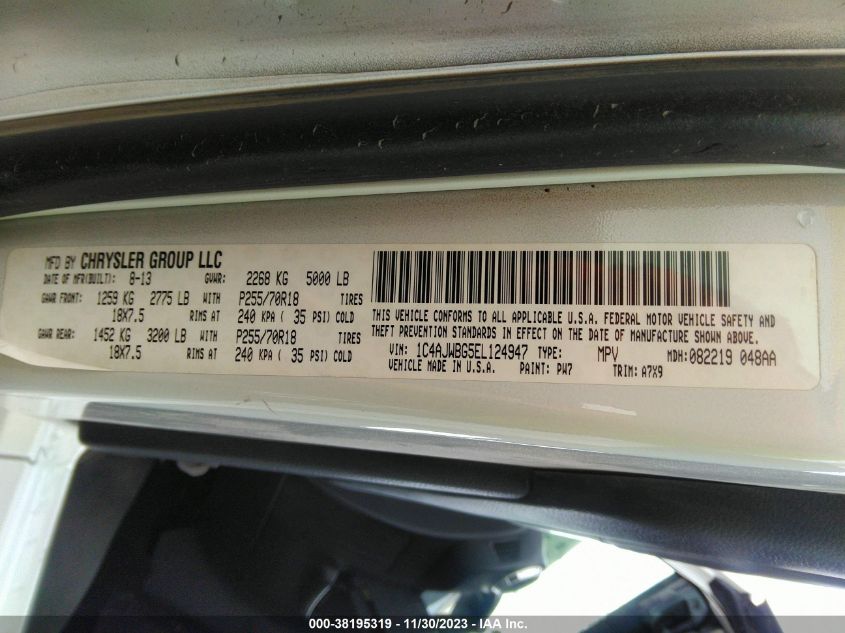 MFD BY CHRYSLER GROUP LLC
DATE OF MFR(BUILT): 8-13 GVWR: 2268 KG 5000 LB
GAWR FRONT: 1259 KG 2775 LB WITH P255/70R18 TIRES
18X7.5 RIMS AT 240 KPA ( 35 PSI) COLD
GAWR REAR: 1452 KG 3200 LB WITH P255/70R18 TIRES
18X7.5 RIMS AT 240 KPA ( 35 PSI) COLD
THIS VEHICLE CONFORMS TO ALL APPLICABLE U.S.A. FEDERAL MOTOR VEHICLE SAFETY AND
THEFT PREVENTION STANDARDS IN EFFECT ON THE DATE OF MANUFACTURE SHOWN ABOVE.
VIN: 1C4AJWBG5EL124947 TYPE: MPV MDH: 082219 048AA
VEHICLE MADE IN U.S.A. PAINT: PW7 TRIM: A7X9
000-38195319 - 11/30/2023 - IAA Inc.